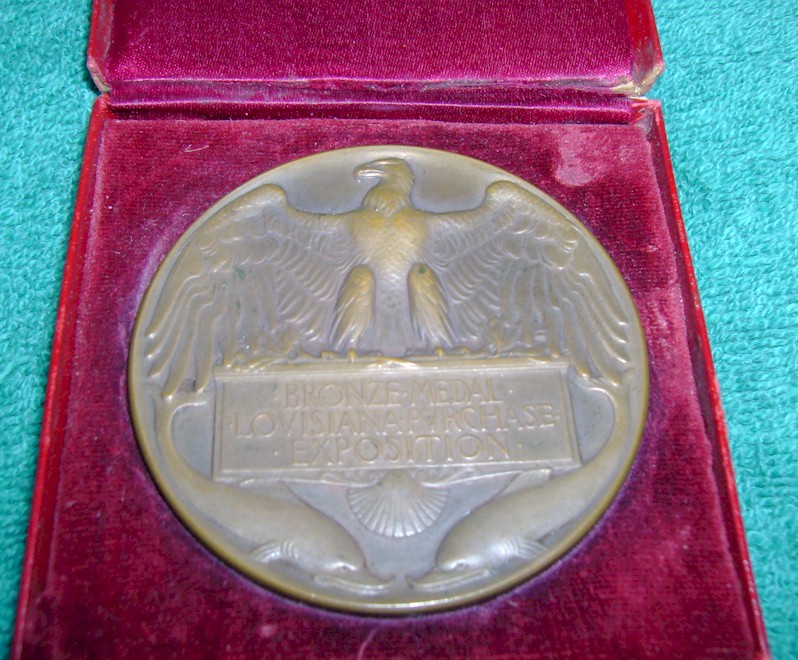 ·BRONZE·MEDAL·
·LOVISIANA·PVRCHASE·
·EXPOSITION·